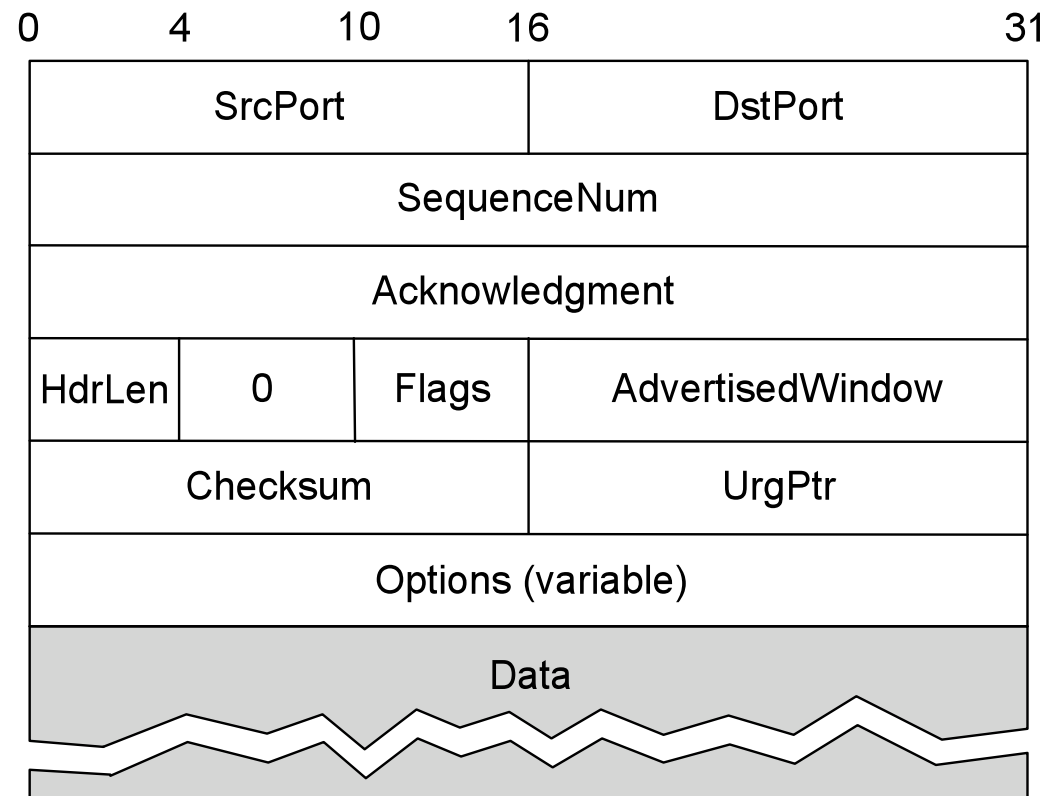 0 4 10 16 31
SrcPort DstPort
SequenceNum
Acknowledgment
HdrLen 0 Flags AdvertisedWindow
Checksum UrgPtr
Options (variable)
Data